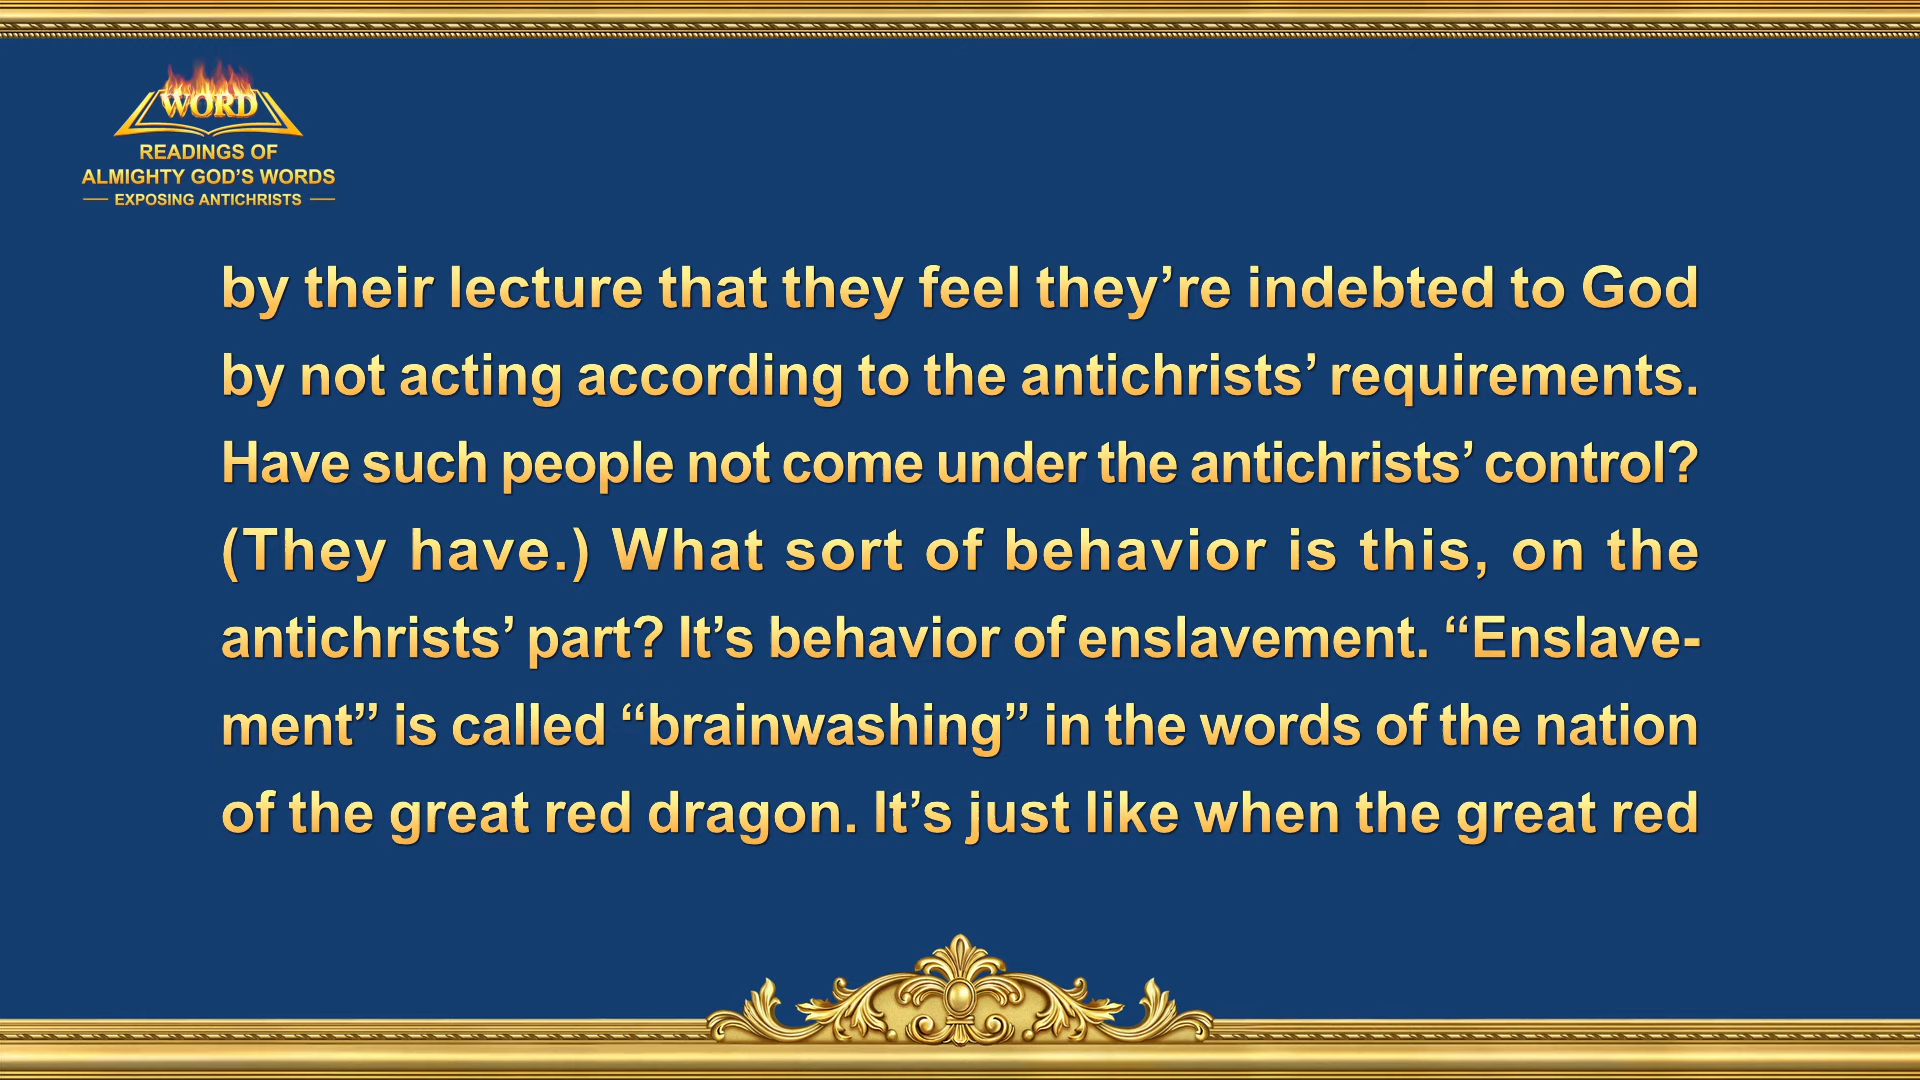 WORD
READINGS OF
ALMIGHTY GOD’S WORDS
EXPOSING ANTICHRISTS
by their lecture that they feel they’re indebted to God
by not acting according to the antichrists’ requirements.
Have such people not come under the antichrists’ control?
(They have.) What sort of behavior is this, on the
antichrists’ part? It’s behavior of enslavement. “Enslave-
ment” is called “brainwashing” in the words of the nation
of the great red dragon. It’s just like when the great red